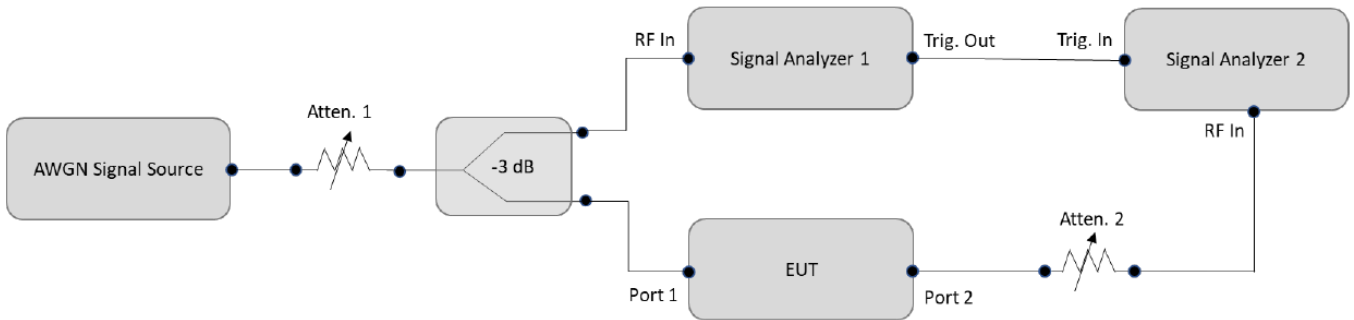 AWGN Signal Source
Atten. 1
-3 dB
RF In
Signal Analyzer 1
Trig. Out
Trig. In
Signal Analyzer 2
RF In
Port 1
EUT
Port 2
Atten. 2